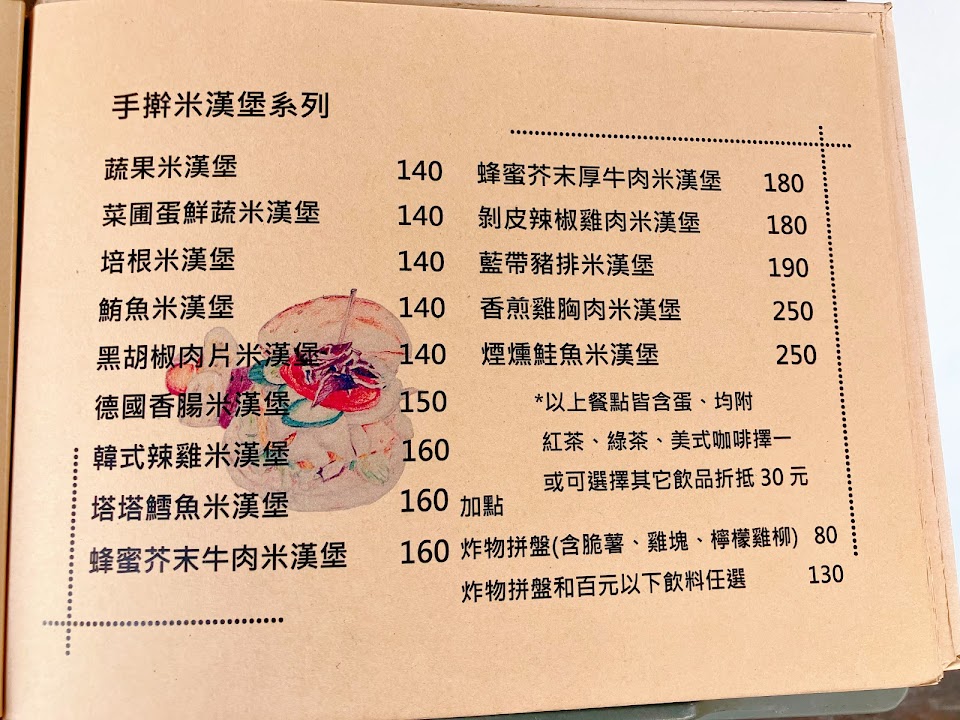 手擀米漢堡系列
蔬果米漢堡 140
菜圃蛋鮮蔬米漢堡 140
培根米漢堡 140
鮪魚米漢堡 140
黑胡椒肉片米漢堡 140
德國香腸米漢堡 150
韓式辣雞米漢堡 160
塔塔鱈魚米漢堡 160
蜂蜜芥末牛肉米漢堡 160
蜂蜜芥末厚牛肉米漢堡 180
剝皮辣椒雞肉米漢堡 180
藍帶豬排米漢堡 190
香煎雞胸肉米漢堡 250
煙燻鮭魚米漢堡 250
*以上餐點皆含蛋、均附
紅茶、綠茶、美式咖啡擇一
或可選擇其它飲品折抵 30 元
加點
炸物拼盤(含脆薯、雞塊、檸檬雞柳) 80
炸物拼盤和百元以下飲料任選 130